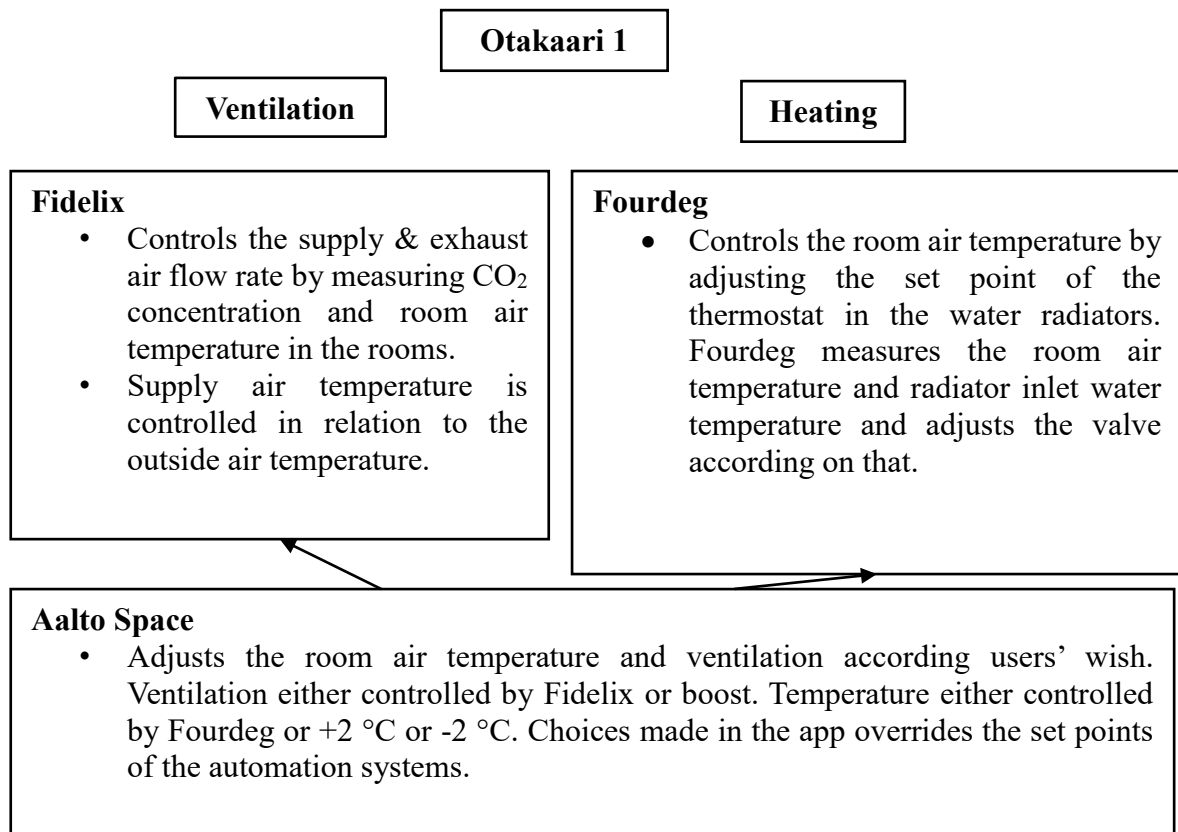 Otakaari 1
Ventilation
Heating
Fidelix
• Controls the supply & exhaust
air flow rate by measuring CO₂
concentration and room air
temperature in the rooms.
• Supply air temperature is
controlled in relation to the
outside air temperature.
Fourdeg
• Controls the room air temperature by
adjusting the set point of the
thermostat in the water radiators.
Fourdeg measures the room air
temperature and radiator inlet water
temperature and adjusts the valve
according on that.
Aalto Space
• Adjusts the room air temperature and ventilation according users’ wish.
Ventilation either controlled by Fidelix or boost. Temperature either controlled
by Fourdeg or +2 °C or -2 °C. Choices made in the app overrides the set points
of the automation systems.